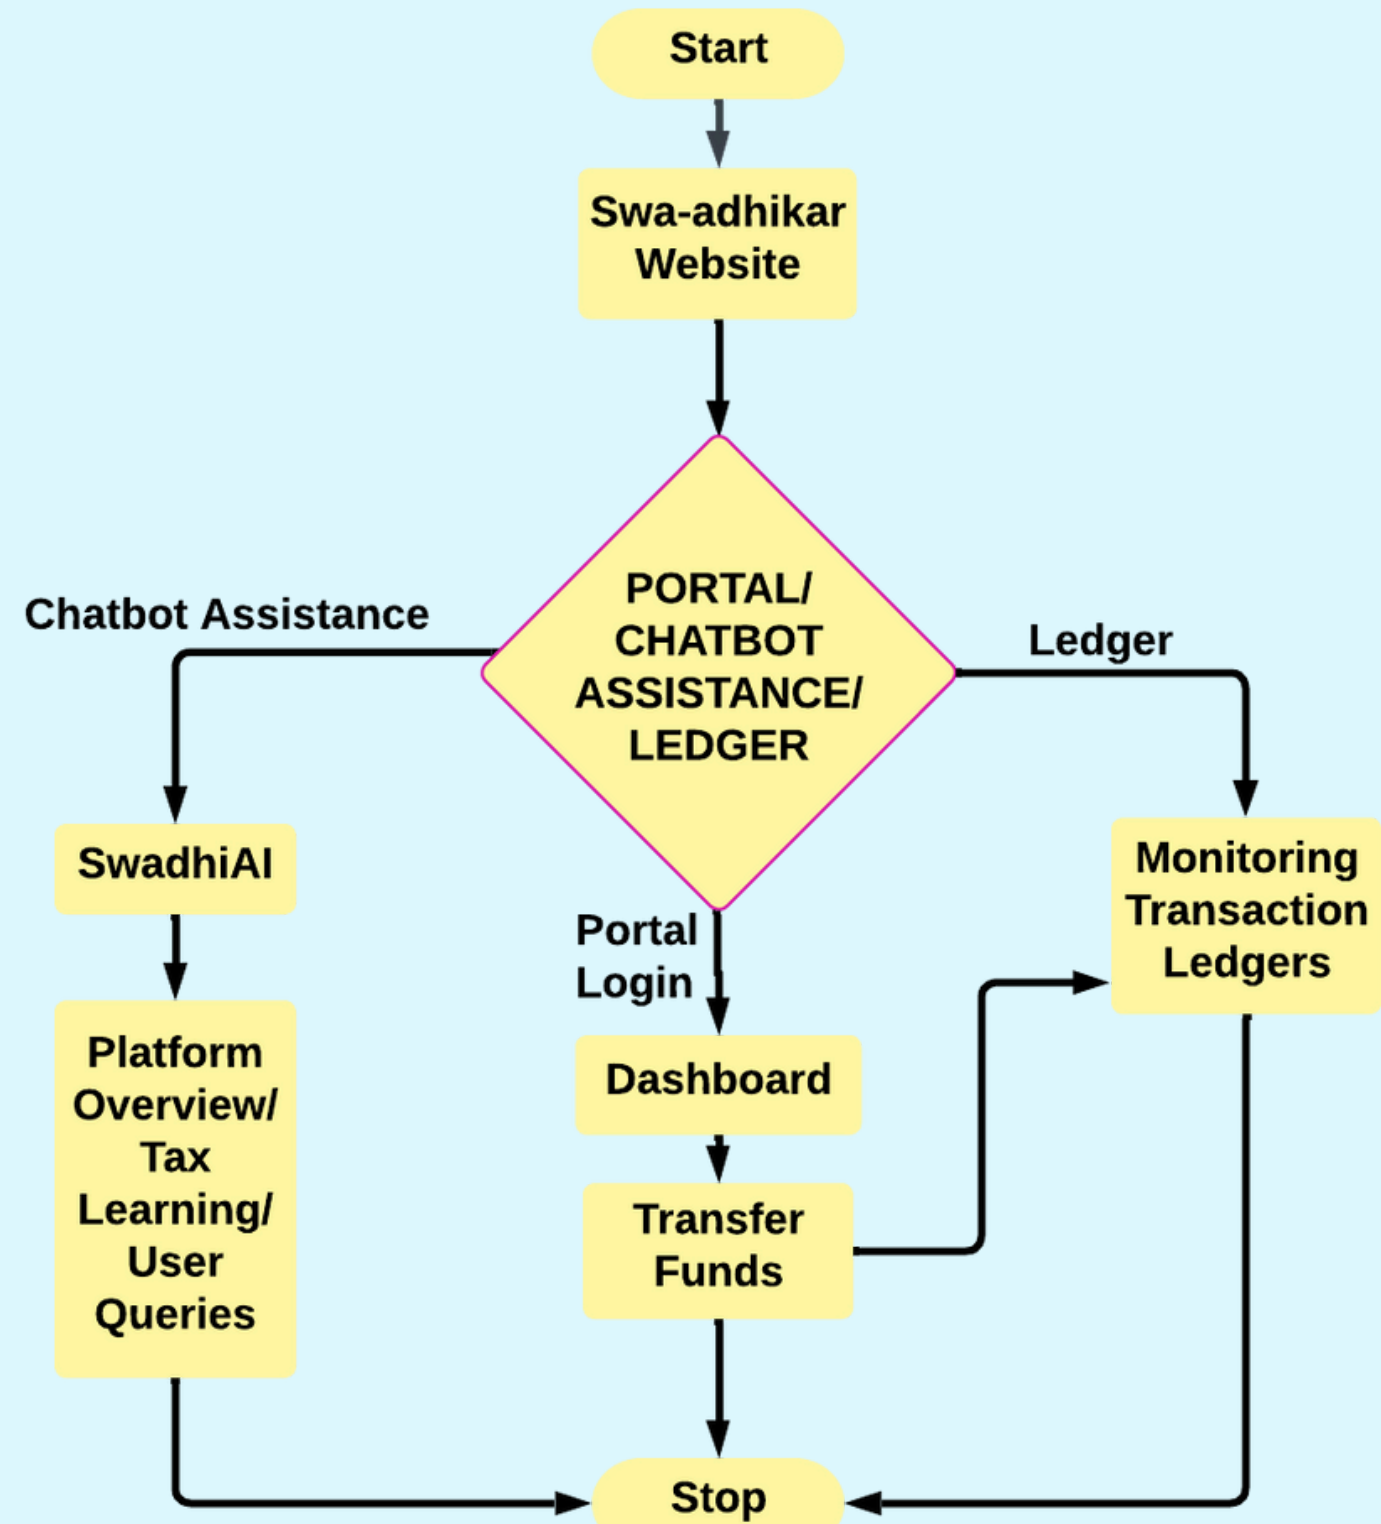 Start
Swa-adhikar
Website
PORTAL/
CHATBOT
ASSISTANCE/
LEDGER
Chatbot Assistance
Ledger
SwadhiAI
Monitoring
Transaction
Ledgers
Portal
Login
Platform
Overview/
Tax
Learning/
User
Queries
Dashboard
Transfer
Funds
Stop